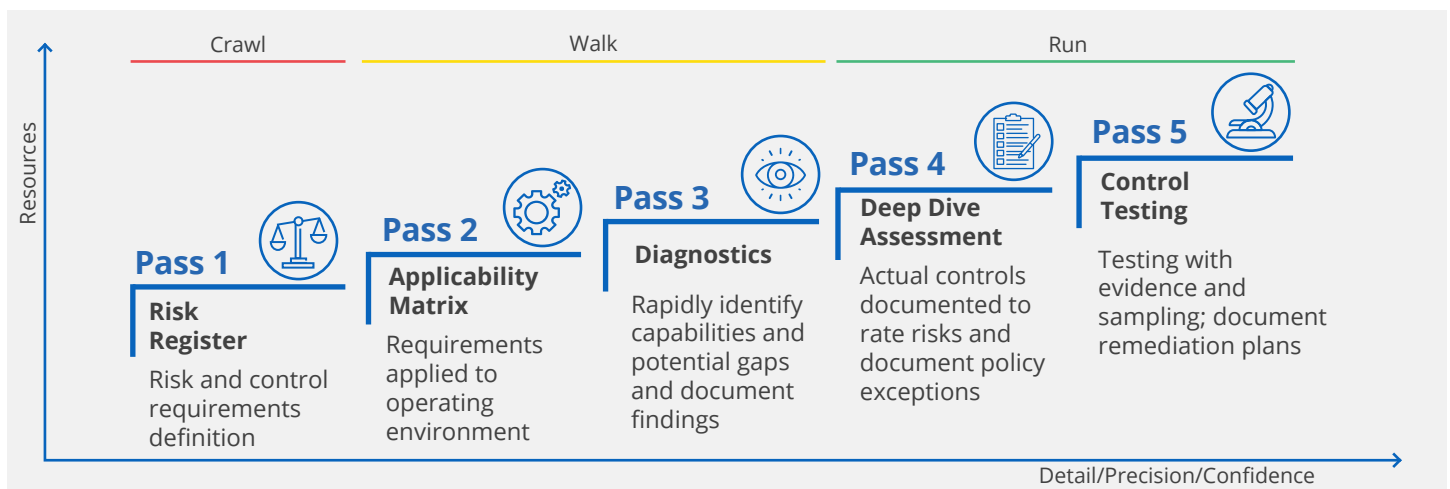 Crawl
Walk
Run
Resources
Pass 1
Risk
Register
Risk and control
requirements
definition
Pass 2
Applicability
Matrix
Requirements
applied to
operating
environment
Pass 3
Diagnostics
Rapidly identify
capabilities and
potential gaps
and document
findings
Pass 4
Deep Dive
Assessment
Actual controls
documented to
rate risks and
document policy
exceptions
Pass 5
Control
Testing
Testing with
evidence and
sampling; document
remediation plans
Detail/Precision/Confidence